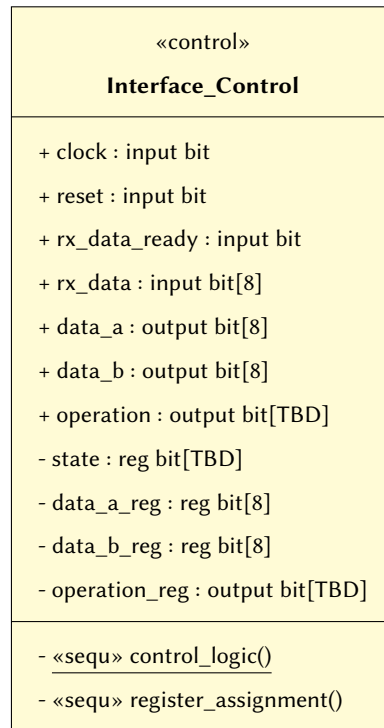 «control»
Interface_Control
+ clock : input bit
+ reset : input bit
+ rx_data_ready : input bit
+ rx_data : input bit[8]
+ data_a : output bit[8]
+ data_b : output bit[8]
+ operation : output bit[TBD]
- state : reg bit[TBD]
- data_a_reg : reg bit[8]
- data_b_reg : reg bit[8]
- operation_reg : output bit[TBD]
- «sequ» control_logic()
- «sequ» register_assignment()